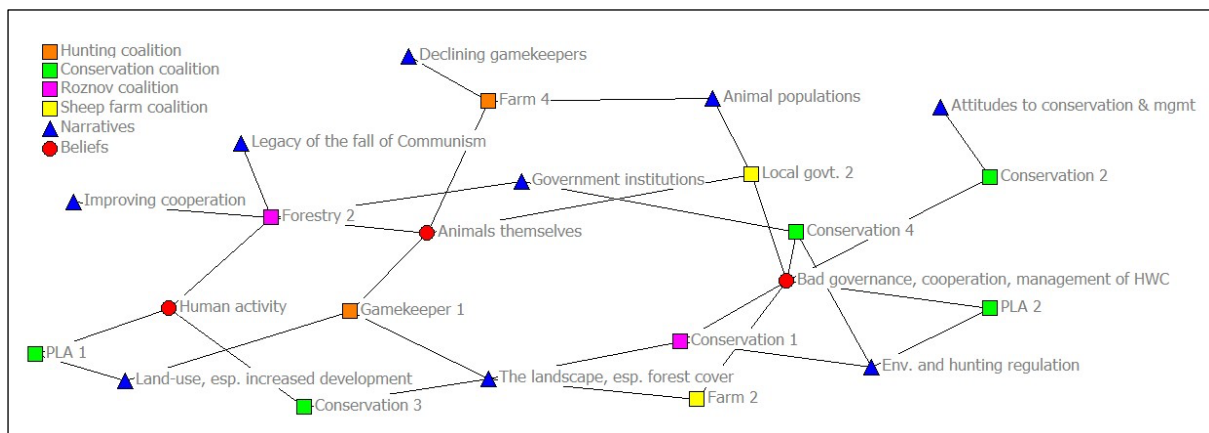 Hunting coalition
Conservation coalition
Roznov coalition
Sheep farm coalition
Narratives
Beliefs
Declining gamekeepers
Farm 4
Animal populations
Attitudes to conservation & mgmt
Legacy of the fall of Communism
Government institutions
Local govt. 2
Conservation 2
Improving cooperation
Forestry 2
Animals themselves
Conservation 4
Bad governance, cooperation, management of HWC
Human activity
Gamekeeper 1
PLA 2
Conservation 1
PLA 1
Land-use, esp. increased development
The landscape, esp. forest cover
Env. and hunting regulation
Conservation 3
Farm 2